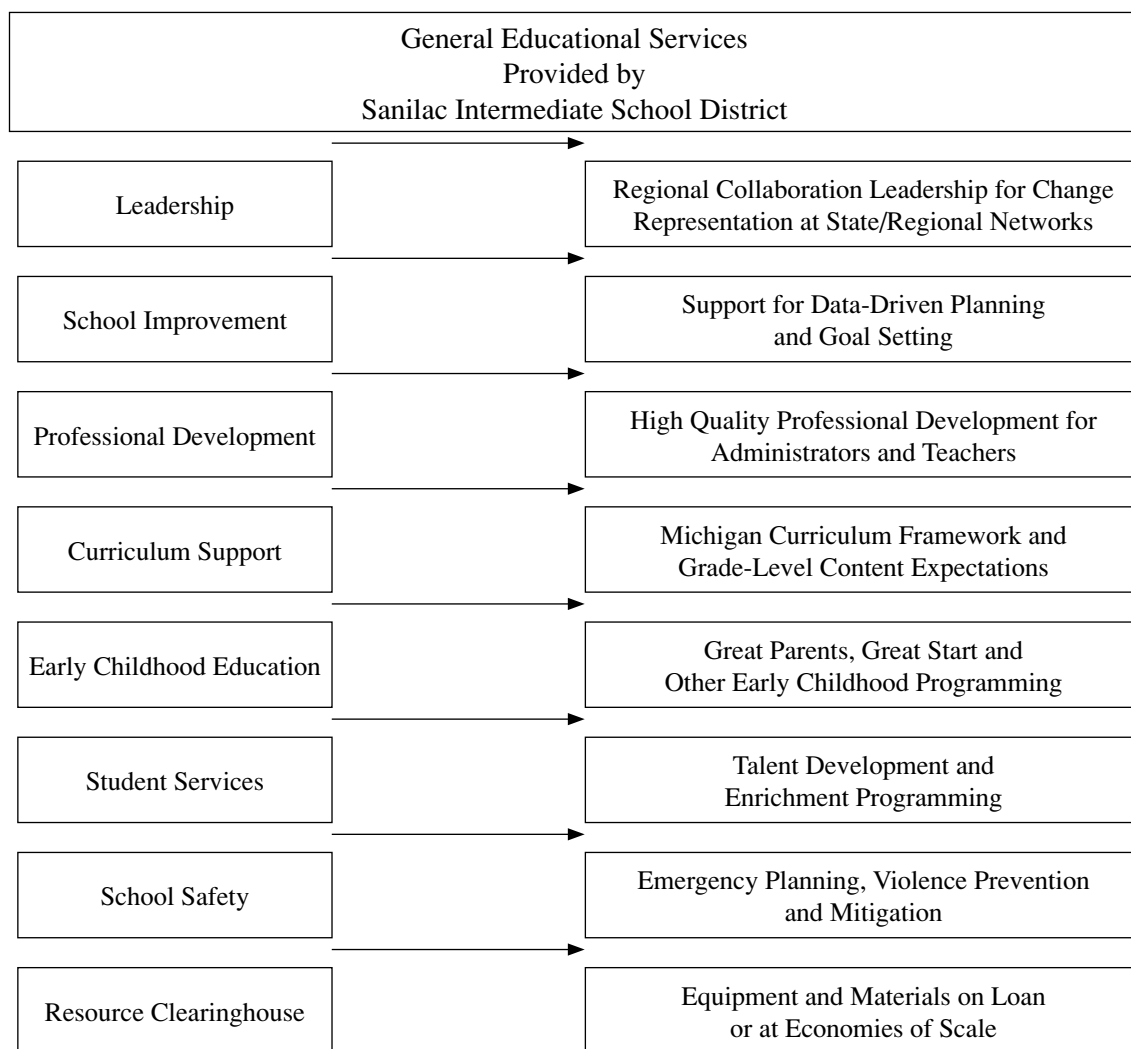 General Educational Services
Provided by
Sanilac Intermediate School District
Leadership
Regional Collaboration Leadership for Change
Representation at State/Regional Networks
School Improvement
Support for Data-Driven Planning
and Goal Setting
Professional Development
High Quality Professional Development for
Administrators and Teachers
Curriculum Support
Michigan Curriculum Framework and
Grade-Level Content Expectations
Early Childhood Education
Great Parents, Great Start and
Other Early Childhood Programming
Student Services
Talent Development and
Enrichment Programming
School Safety
Emergency Planning, Violence Prevention
and Mitigation
Resource Clearinghouse
Equipment and Materials on Loan
or at Economies of Scale